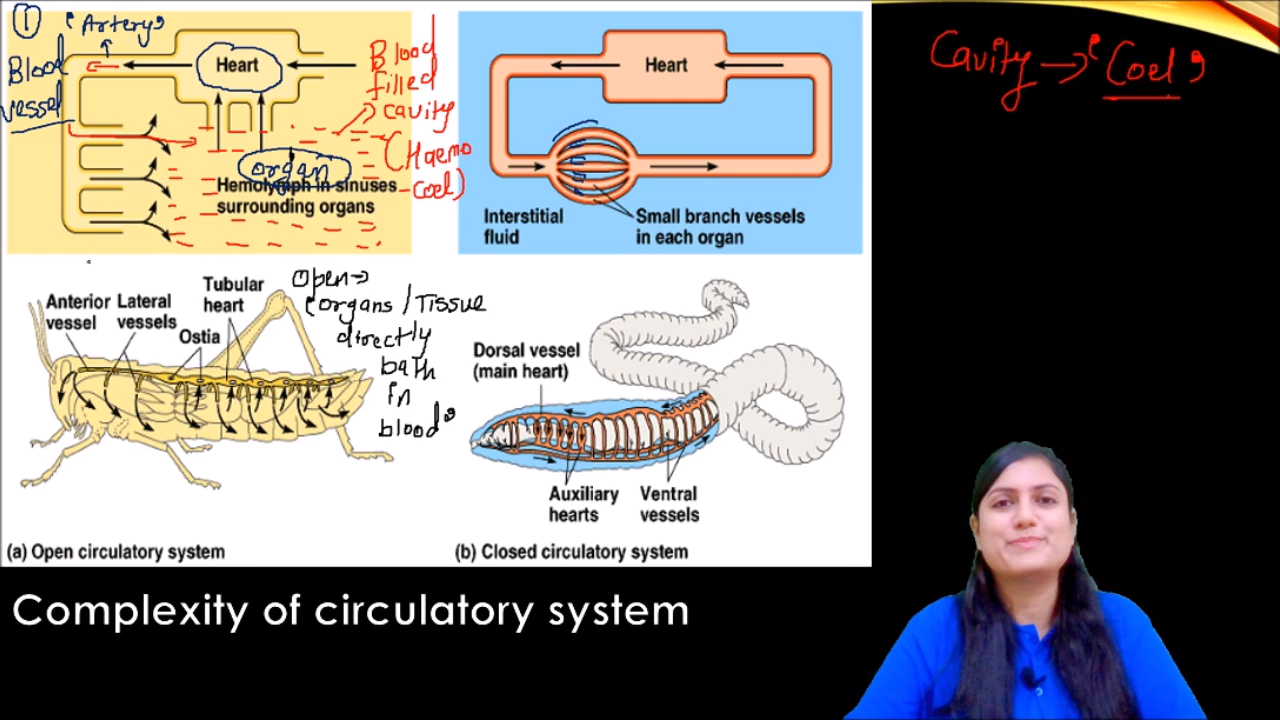 ① 'Artery'
Blood
vessel
Heart
Blood
filled
cavity
(Haemo
-coel)
organ
Hemolymph in sinuses
surrounding organs
Heart
Interstitial
fluid
Small branch vessels
in each organ
Cavity → 'Coel'
Anterior
vessel
Lateral
vessels
Tubular
heart
Ostia
Open →
'organs / Tissue
directly
bath
in
blood'
(a) Open circulatory system
Dorsal vessel
(main heart)
Auxiliary
hearts
Ventral
vessels
(b) Closed circulatory system
Complexity of circulatory system